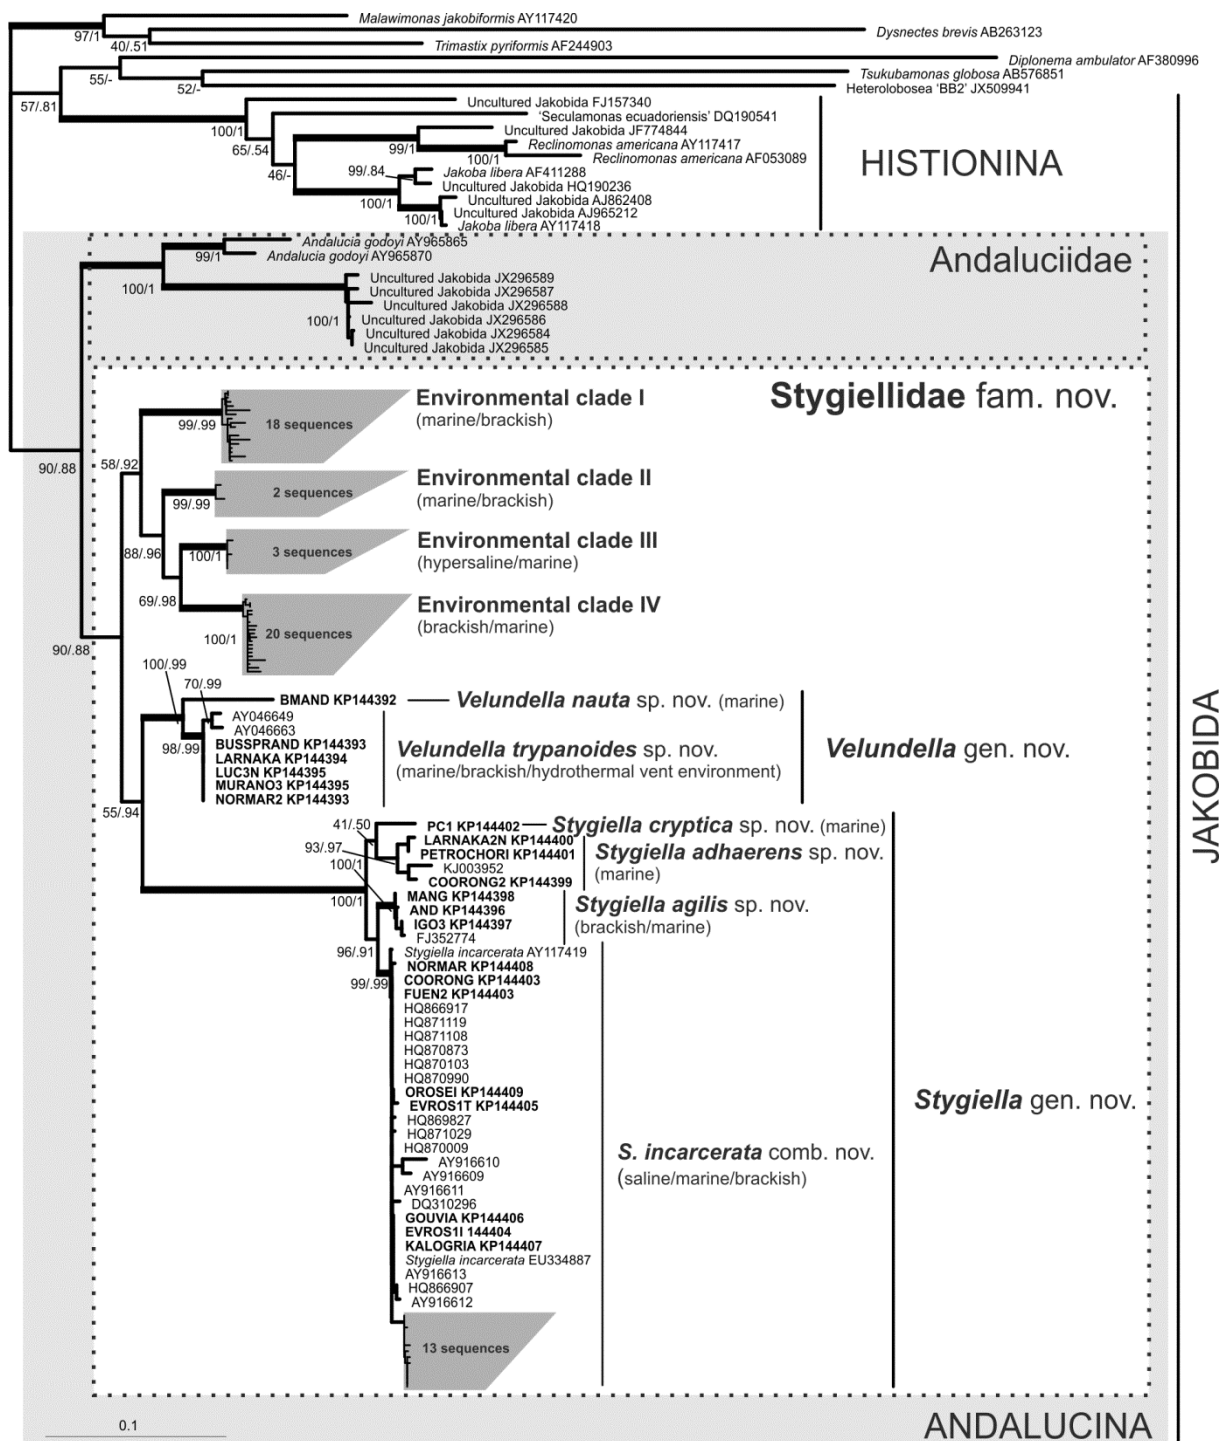 Malawimonas jakobiformis AY117420
97/1
Dysnectes brevis AB263123
40/.51
Trimastix pyriformis AF244903
Diplonema ambulator AF380996
55/-
Tsukubamonas globosa AB576851
52/-
Heterolobosea 'BB2' JX509941
57/.81
Uncultured Jakobida FJ157340
100/1
'Seculamonas ecuadoriensis' DQ190541
65/.54
Uncultured Jakobida JF774844
Reclinomonas americana AY117417
99/1
100/1
Reclinomonas americana AF053089
46/-
99/.84
Jakoba libera AF411288
Uncultured Jakobida HQ190236
100/1
Uncultured Jakobida AJ862408
Uncultured Jakobida AJ965212
100/1
Jakoba libera AY117418
HISTIONINA
Andalucia godoyi AY965865
99/1
Andalucia godoyi AY965870
Andaluciidae
100/1
Uncultured Jakobida JX296589
Uncultured Jakobida JX296587
Uncultured Jakobida JX296588
100/1
Uncultured Jakobida JX296586
Uncultured Jakobida JX296584
Uncultured Jakobida JX296585
Stygiellidae fam. nov.
Environmental clade I
(marine/brackish)
18 sequences
99/.99
90/.88
58/.92
Environmental clade II
(marine/brackish)
2 sequences
99/.99
88/.96
Environmental clade III
(hypersaline/marine)
3 sequences
100/1
69/.98
Environmental clade IV
(brackish/marine)
20 sequences
100/1
90/.88
100/.99
70/.99
BMAND KP144392
Velundella nauta sp. nov. (marine)
AY046649
AY046663
98/.99
BUSSPRAND KP144393
LARNAKA KP144394
LUC3N KP144395
MURANO3 KP144395
NORMAR2 KP144393
Velundella trypanoides sp. nov.
(marine/brackish/hydrothermal vent environment)
Velundella gen. nov.
55/.94
41/.50
PC1 KP144402
Stygiella cryptica sp. nov. (marine)
93/.97
LARNAKA2N KP144400
PETROCHORI KP144401
KJ003952
COORONG2 KP144399
Stygiella adhaerens sp. nov.
(marine)
100/1
100/1
MANG KP144398
AND KP144396
IGO3 KP144397
FJ352774
Stygiella agilis sp. nov.
(brackish/marine)
96/.91
99/.99
Stygiella incarcerata AY117419
NORMAR KP144408
COORONG KP144403
FUEN2 KP144403
HQ866917
HQ871119
HQ871108
HQ870873
HQ870103
HQ870990
OROSEI KP144409
EVROS1T KP144405
HQ869827
HQ871029
HQ870009
AY916610
AY916609
AY916611
DQ310296
GOUVIA KP144406
EVROS1I 144404
KALOGRIA KP144407
Stygiella incarcerata EU334887
AY916613
HQ866907
AY916612
13 sequences
S. incarcerata comb. nov.
(saline/marine/brackish)
Stygiella gen. nov.
JAKOBIDA
ANDALUCINA
0.1